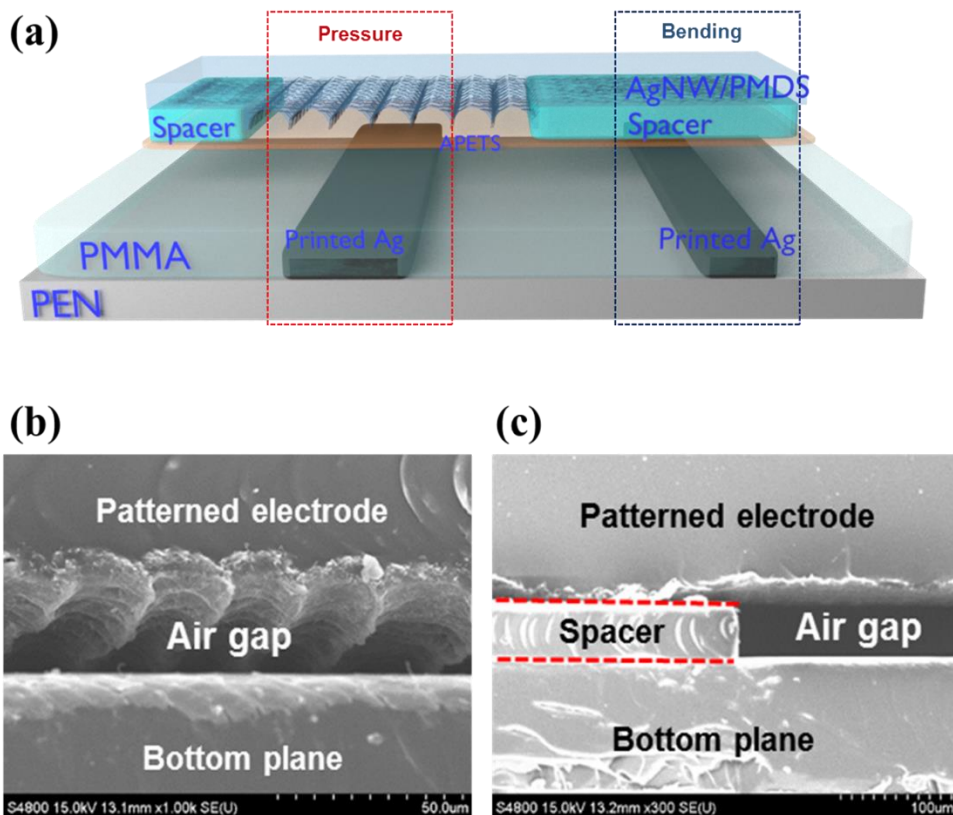 (a)
Pressure
Bending
AgNW/PMDS
Spacer
Spacer
APETS
Printed Ag
Printed Ag
PMMA
PEN
(b)
(c)
Patterned electrode
Air gap
Bottom plane
S4800 15.0kV 13.1mm x1.00k SE(U)
50.0um
Patterned electrode
Spacer
Air gap
Bottom plane
S4800 15.0kV 13.2mm x300 SE(U)
100um